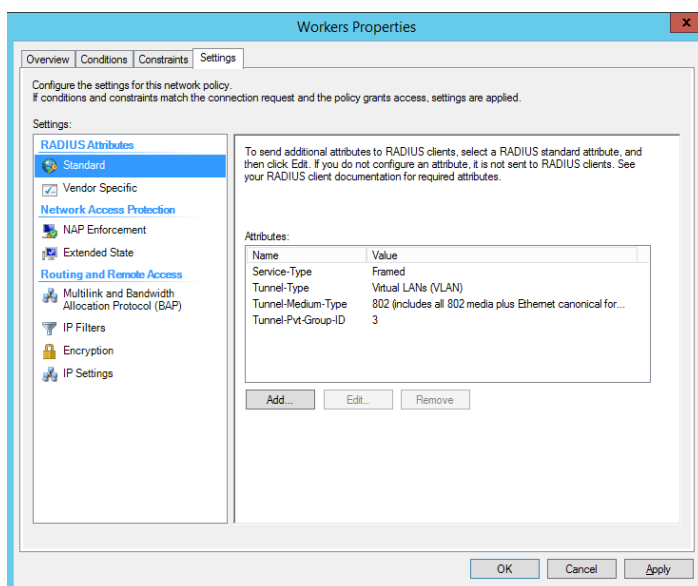 Workers Properties
x
Overview Conditions Constraints Settings
Configure the settings for this network policy.
If conditions and constraints match the connection request and the policy grants access, settings are applied.
Settings:
RADIUS Attributes
Standard
Vendor Specific
Network Access Protection
NAP Enforcement
Extended State
Routing and Remote Access
Multilink and Bandwidth
Allocation Protocol (BAP)
IP Filters
Encryption
IP Settings
To send additional attributes to RADIUS clients, select a RADIUS standard attribute, and
then click Edit. If you do not configure an attribute, it is not sent to RADIUS clients. See
your RADIUS client documentation for required attributes.
Attributes:
Name Value
Service-Type Framed
Tunnel-Type Virtual LANs (VLAN)
Tunnel-Medium-Type 802 (includes all 802 media plus Ethernet canonical for...
Tunnel-Pvt-Group-ID 3
Add... Edit... Remove
OK Cancel Apply